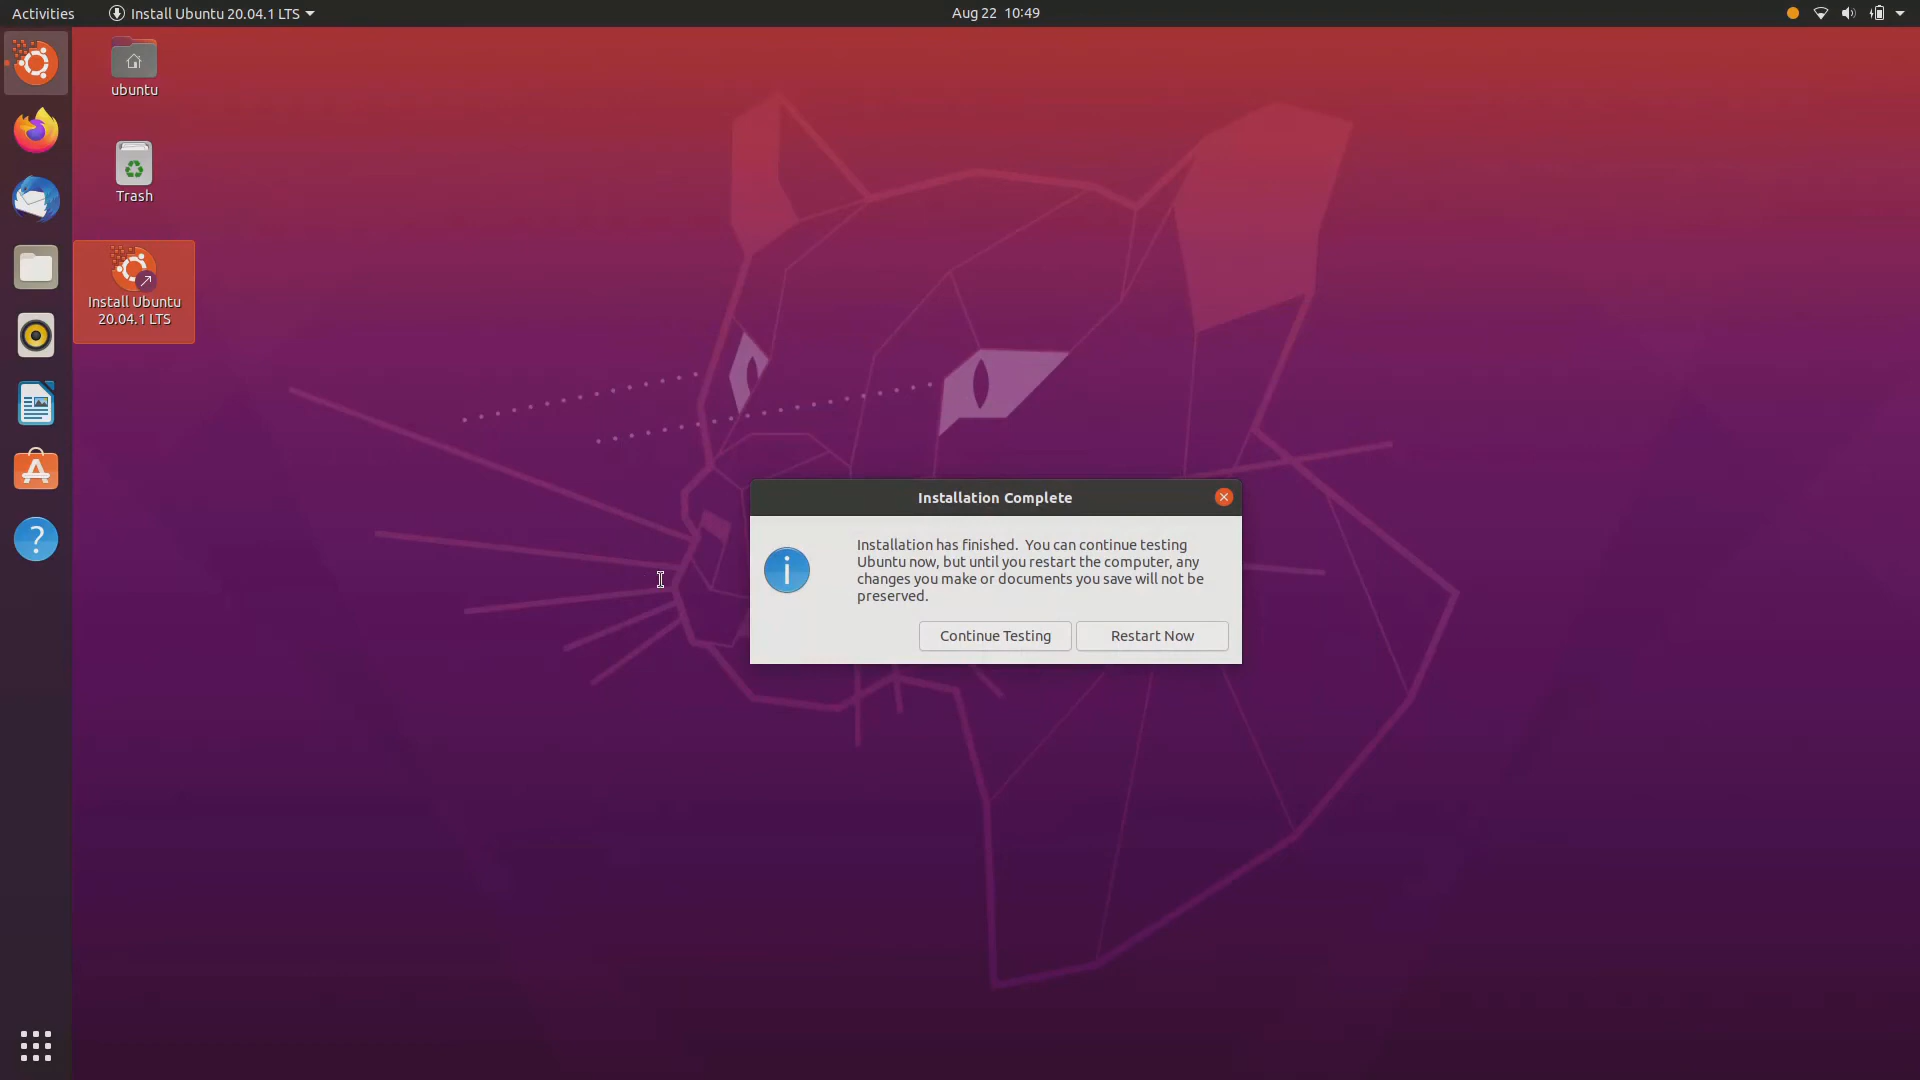 Activities
Install Ubuntu 20.04.1 LTS
Aug 22 10:49
ubuntu
Trash
Install Ubuntu
20.04.1 LTS
Installation Complete
Installation has finished. You can continue testing
Ubuntu now, but until you restart the computer, any
changes you make or documents you save will not be
preserved.
Continue Testing
Restart Now